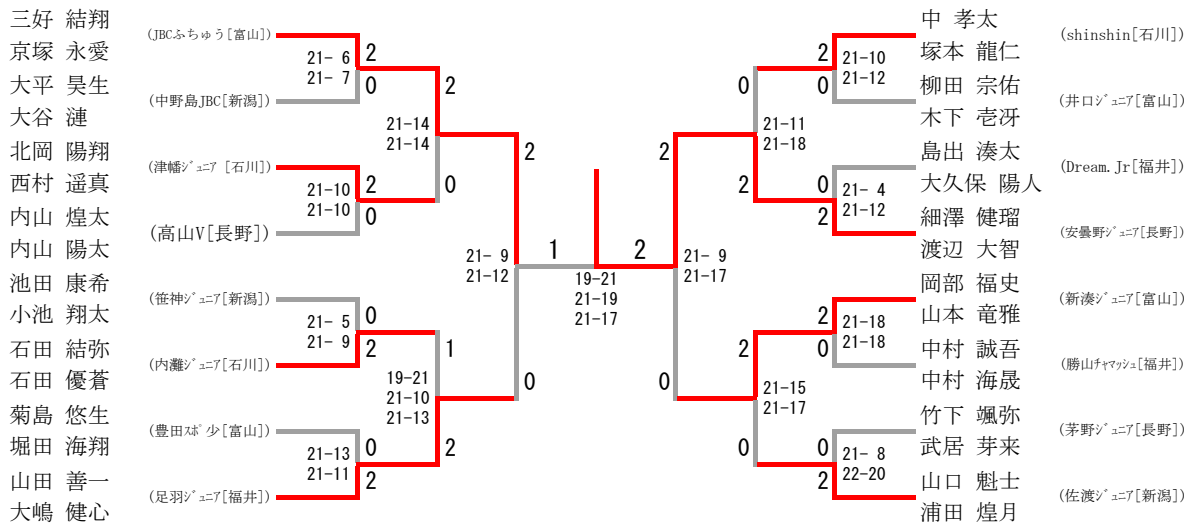 三好 結翔
(JBCふちゅう[富山])
京塚 永愛
21- 6
21- 7
2
0
大平 昊生
(中野島JBC[新潟])
大谷 漣
21-14
21-14
2
0
北岡 陽翔
(津幡ｼﾞｭﾆｱ [石川])
西村 遥真
21-10
21-10
2
0
内山 煌太
(高山V[長野])
内山 陽太
21- 9
21-12
2
0
池田 康希
(笹神ｼﾞｭﾆｱ[新潟])
小池 翔太
21- 5
21- 9
0
2
石田 結弥
(内灘ｼﾞｭﾆｱ[石川])
石田 優蒼
19-21
21-10
21-13
1
2
菊島 悠生
(豊田ｽﾎﾟ少[富山])
堀田 海翔
21-13
21-11
0
2
山田 善一
(足羽ｼﾞｭﾆｱ[福井])
大嶋 健心
1
2
19-21
21-19
21-17
中 孝太
(shinshin[石川])
塚本 龍仁
2
0
21-10
21-12
柳田 宗佑
(井口ｼﾞｭﾆｱ[富山])
木下 壱冴
0
2
21-11
21-18
島出 湊太
(Dream.Jr[福井])
大久保 陽人
0
2
21- 4
21-12
細澤 健瑠
(安曇野ｼﾞｭﾆｱ[長野])
渡辺 大智
2
0
21- 9
21-17
岡部 福史
(新湊ｼﾞｭﾆｱ[富山])
山本 竜雅
2
0
21-18
21-18
中村 誠吾
(勝山ﾁｬﾏｯｼｭ[福井])
中村 海晟
2
0
21-15
21-17
竹下 颯弥
(茅野ｼﾞｭﾆｱ[長野])
武居 芽来
0
2
21- 8
22-20
山口 魁士
(佐渡ｼﾞｭﾆｱ[新潟])
浦田 煌月